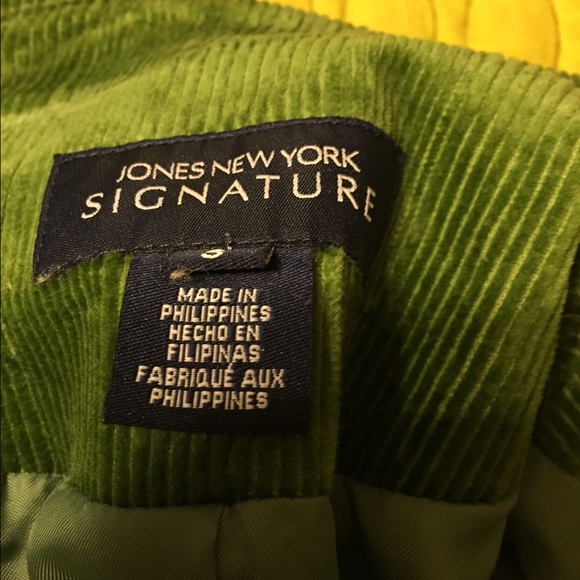 JONES NEW YORK
SIGNATURE
MADE IN
PHILIPPINES
HECHO EN
FILIPINAS
FABRIQUÉ AUX
PHILIPPINES